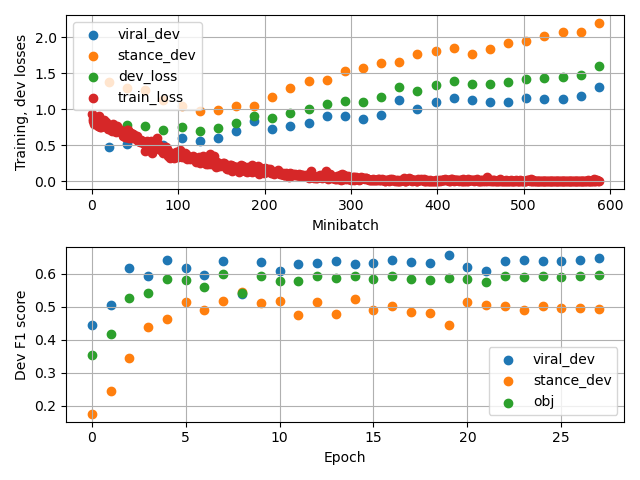 Training, dev losses
2.0
1.5
1.0
0.5
0.0
viral_dev
stance_dev
dev_loss
train_loss
0 100 200 300 400 500 600
Minibatch
Dev F1 score
0.6
0.5
0.4
0.3
0.2
viral_dev
stance_dev
obj
0 5 10 15 20 25
Epoch